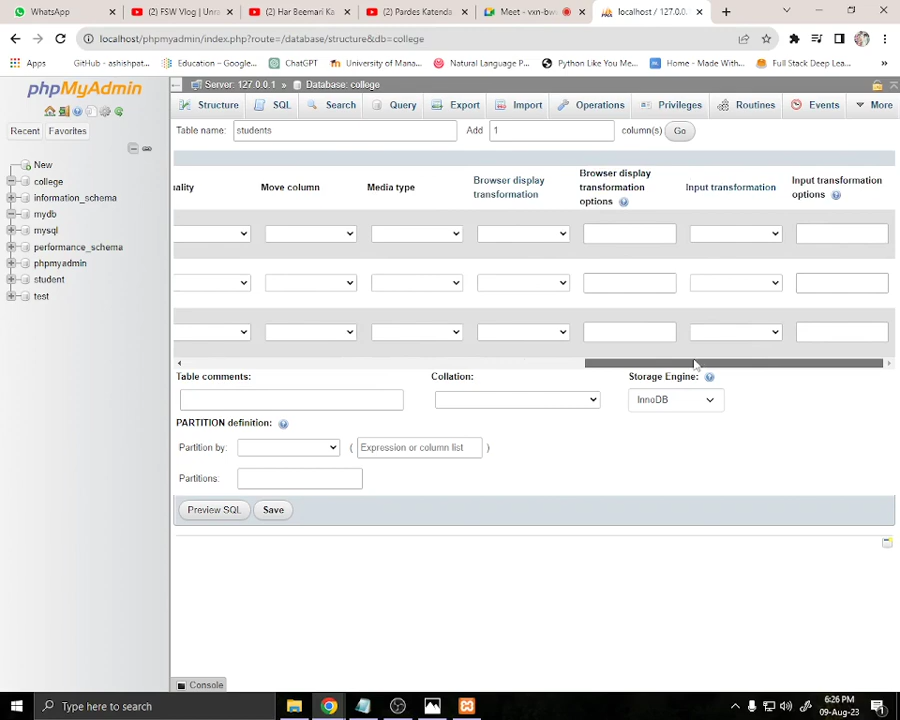 WhatsApp
(2) FSW Vlog | Unra
(2) Har Beemari Ka
(2) Pardes Katenda
Meet - vxn-bw
localhost / 127.0.0.
localhost/phpmyadmin/index.php?route=/database/structure&db=college
Apps
GitHub - ashishpat...
Education – Google...
ChatGPT
University of Mana...
Natural Language P...
Python Like You Me...
Home - Made With...
Full Stack Deep Lea...
»
phpMyAdmin
Recent
Favorites
New
college
information_schema
mydb
mysql
performance_schema
phpmyadmin
student
test
Server: 127.0.0.1 » Database: college
Structure
SQL
Search
Query
Export
Import
Operations
Privileges
Routines
Events
More
Table name: students Add 1 column(s) Go
ality
Move column
Media type
Browser display
transformation
Browser display
transformation
options
Input transformation
Input transformation
options
Table comments:
Collation:
Storage Engine:
InnoDB
PARTITION definition:
Partition by: ( Expression or column list )
Partitions:
Preview SQL
Save
Console
Type here to search
6:26 PM
09-Aug-23